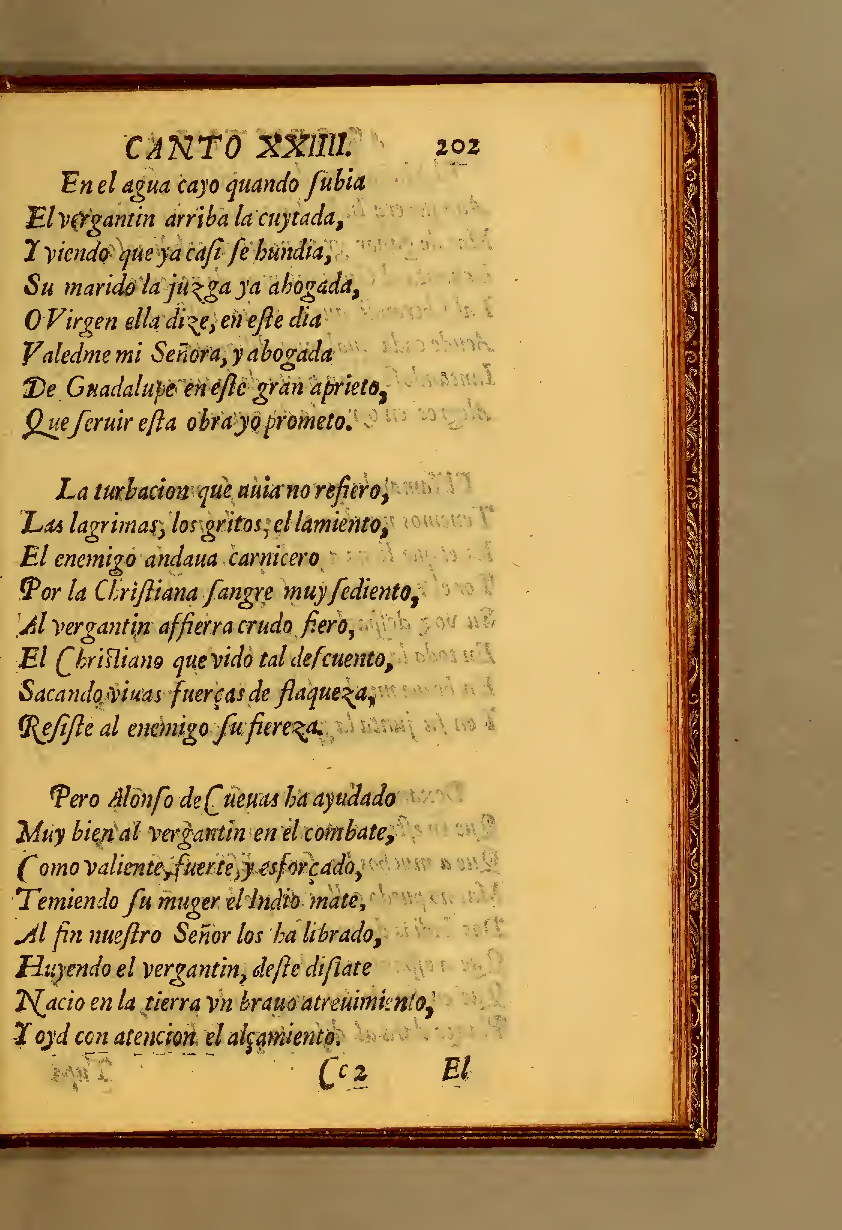 CANTO XXIIII. 202
En el agua cayo quando ſubia
El vergantin arriba la cuytada,
Y viendo que ya caſi ſe hundia,
Su marido la juzga ya ahogada,
O Virgen ella dize, en eſte dia
Valedme mi Señora, y abogada
De Guadalupe en eſte gran aprieto,
Que ſeruir eſta obra yo prometo.
La turbacion que auia no refiero,
Las lagrimas, los gritos, el lamiento,
El enemigo andaua carnicero
Por la Chriſtiana ſangre muy ſediento,
Al vergantin affierra crudo fiero,
El Chriſtiano que vido tal deſcuento,
Sacando viuas fuerças de flaqueza,
Reſiſte al enemigo ſu fiereza.
Pero Alonſo de Cueuas ha ayudado
Muy bien al vergantin en el combate,
Como valiente, fuerte, y esforçado,
Temiendo ſu muger el Indio mate,
Al fin nueſtro Señor los ha librado,
Huyendo el vergantin, deſte diſlate
Nacio en la tierra vn brauo atreuimiento,
Y oyd con atencion el alçamiento.
Cc 2 El